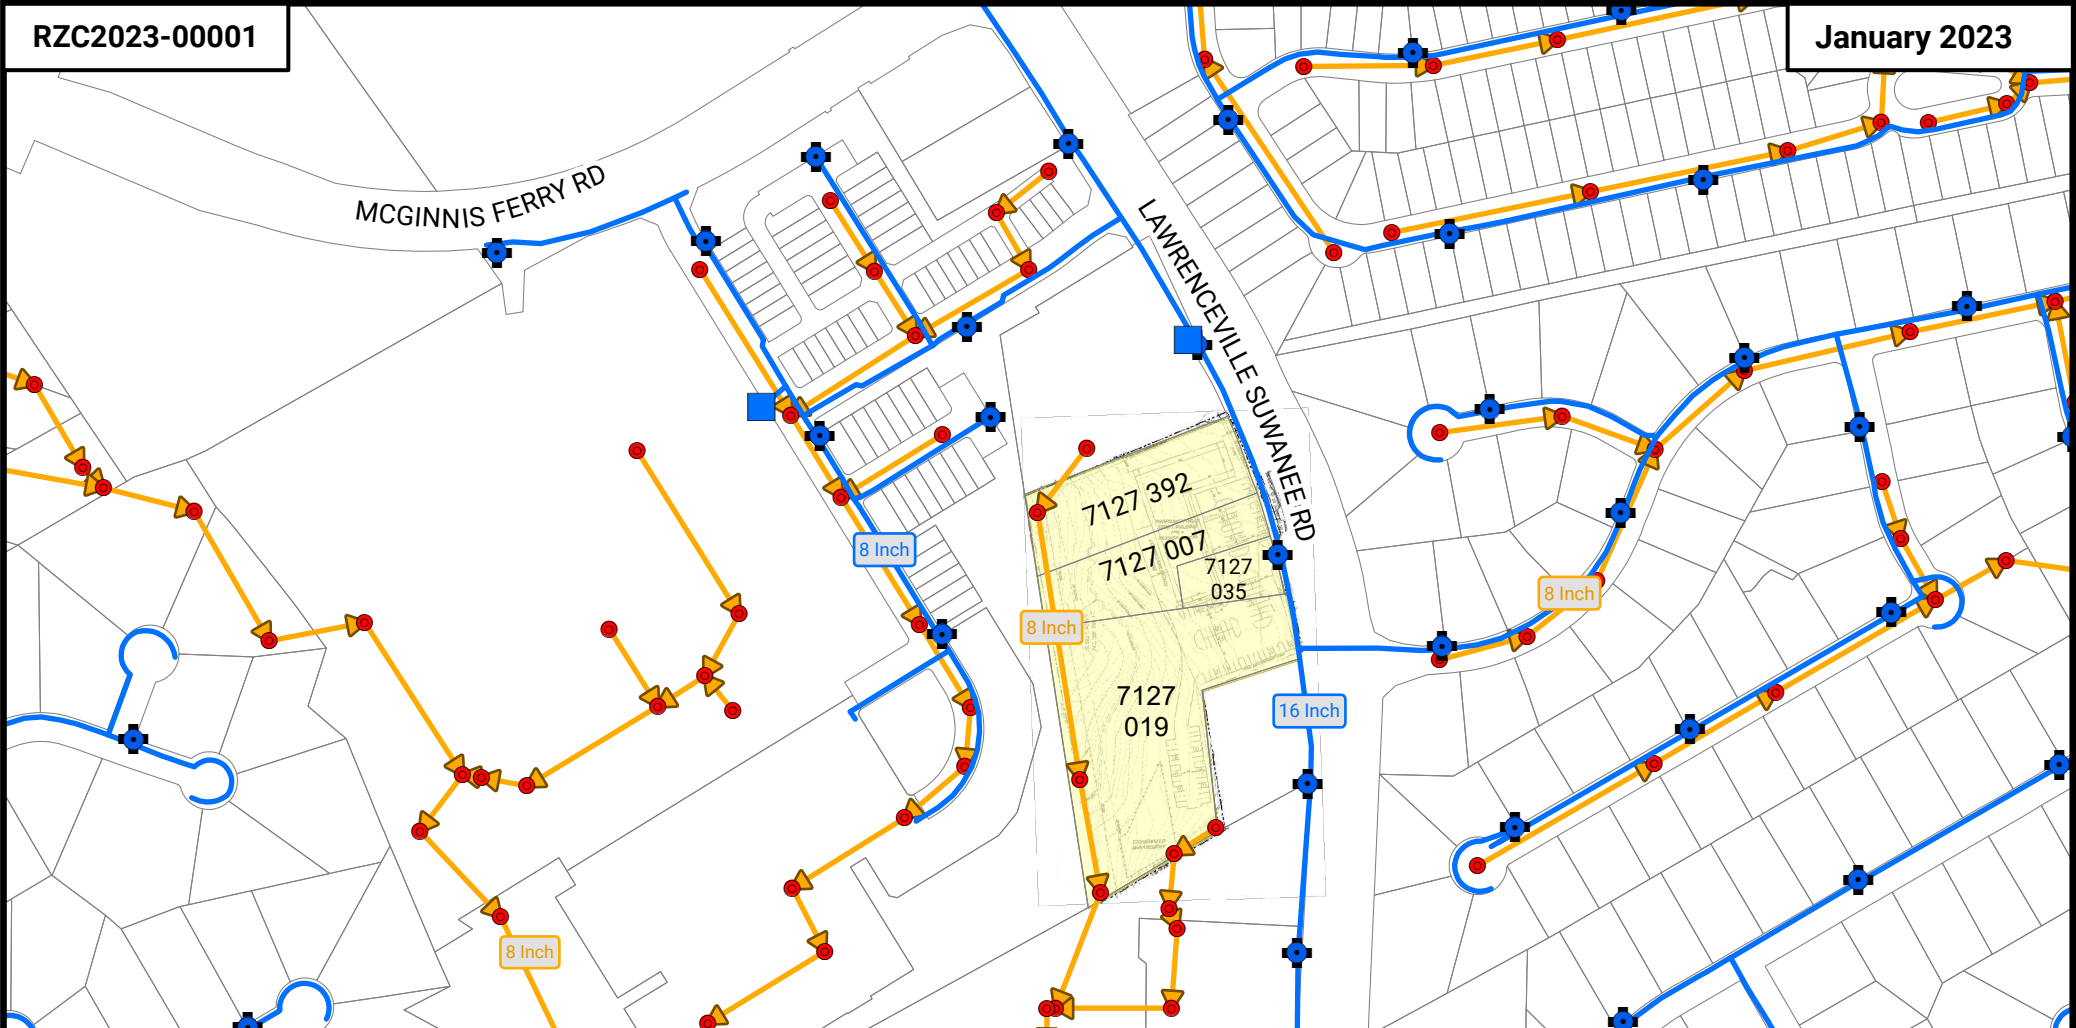 RZC2023-00001
January 2023
MCGINNIS FERRY RD
LAWRENCEVILLE SUWANEE RD
7127 392
7127 007
7127
035
8 Inch
8 Inch
8 Inch
7127
019
16 Inch
8 Inch